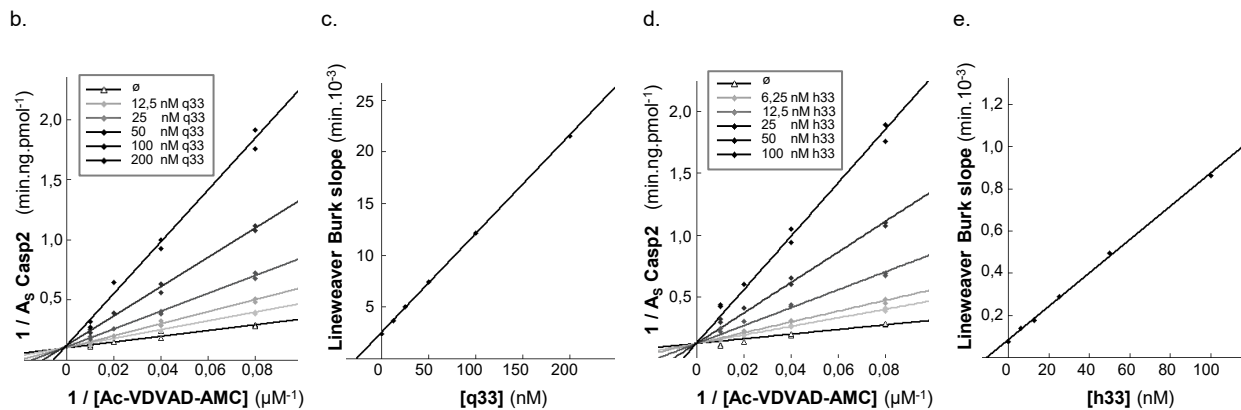 b.
1 / A_S Casp2 (min.ng.pmol⁻¹)
2,0
1,5
1,0
0,5
ø
12,5 nM q33
25 nM q33
50 nM q33
100 nM q33
200 nM q33
0 0,02 0,04 0,06 0,08
1 / [Ac-VDVAD-AMC] (µM⁻¹)
c.
Lineweaver Burk slope (min.10⁻³)
25
20
15
10
5
0 50 100 150 200
[q33] (nM)
d.
1 / A_S Casp2 (min.ng.pmol⁻¹)
2,0
1,5
1,0
0,5
ø
6,25 nM h33
12,5 nM h33
25 nM h33
50 nM h33
100 nM h33
0 0,02 0,04 0,06 0,08
1 / [Ac-VDVAD-AMC] (µM⁻¹)
e.
Lineweaver Burk slope (min.10⁻³)
1,2
1,0
0,8
0,6
0,4
0,2
0 20 40 60 80 100
[h33] (nM)